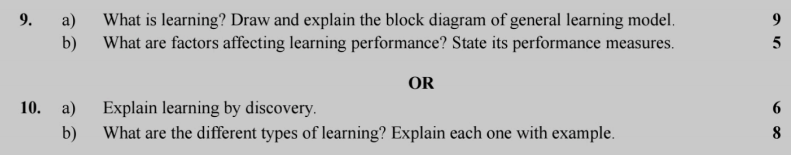 9. a) What is learning? Draw and explain the block diagram of general learning model. 9
b) What are factors affecting learning performance? State its performance measures. 5
OR
10. a) Explain learning by discovery. 6
b) What are the different types of learning? Explain each one with example. 8